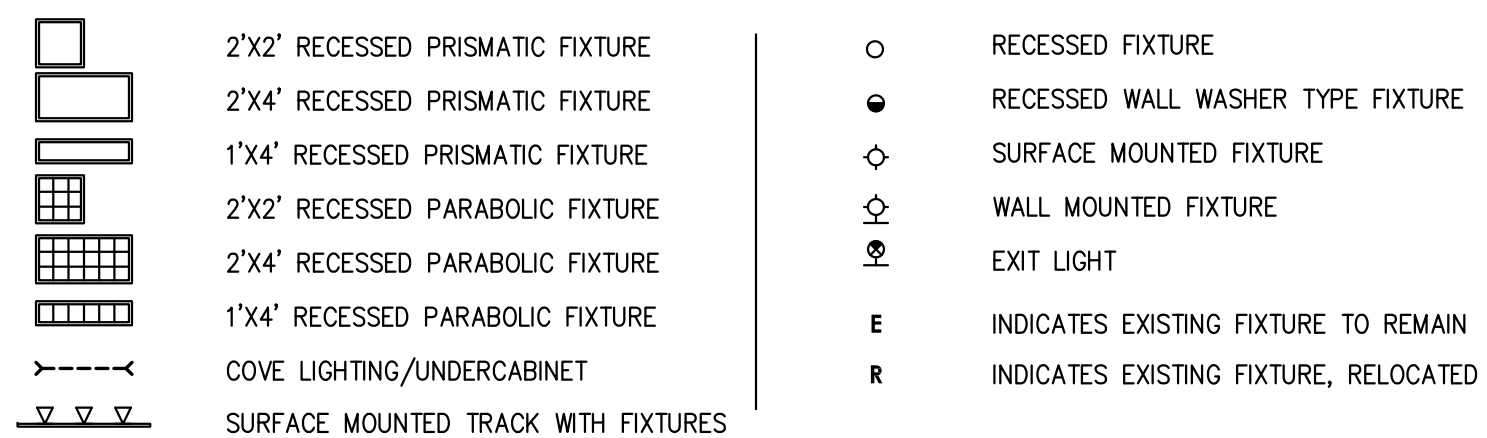 2'X2' RECESSED PRISMATIC FIXTURE
2'X4' RECESSED PRISMATIC FIXTURE
1'X4' RECESSED PRISMATIC FIXTURE
2'X2' RECESSED PARABOLIC FIXTURE
2'X4' RECESSED PARABOLIC FIXTURE
1'X4' RECESSED PARABOLIC FIXTURE
COVE LIGHTING/UNDERCABINET
SURFACE MOUNTED TRACK WITH FIXTURES
RECESSED FIXTURE
RECESSED WALL WASHER TYPE FIXTURE
SURFACE MOUNTED FIXTURE
WALL MOUNTED FIXTURE
EXIT LIGHT
E INDICATES EXISTING FIXTURE TO REMAIN
R INDICATES EXISTING FIXTURE, RELOCATED